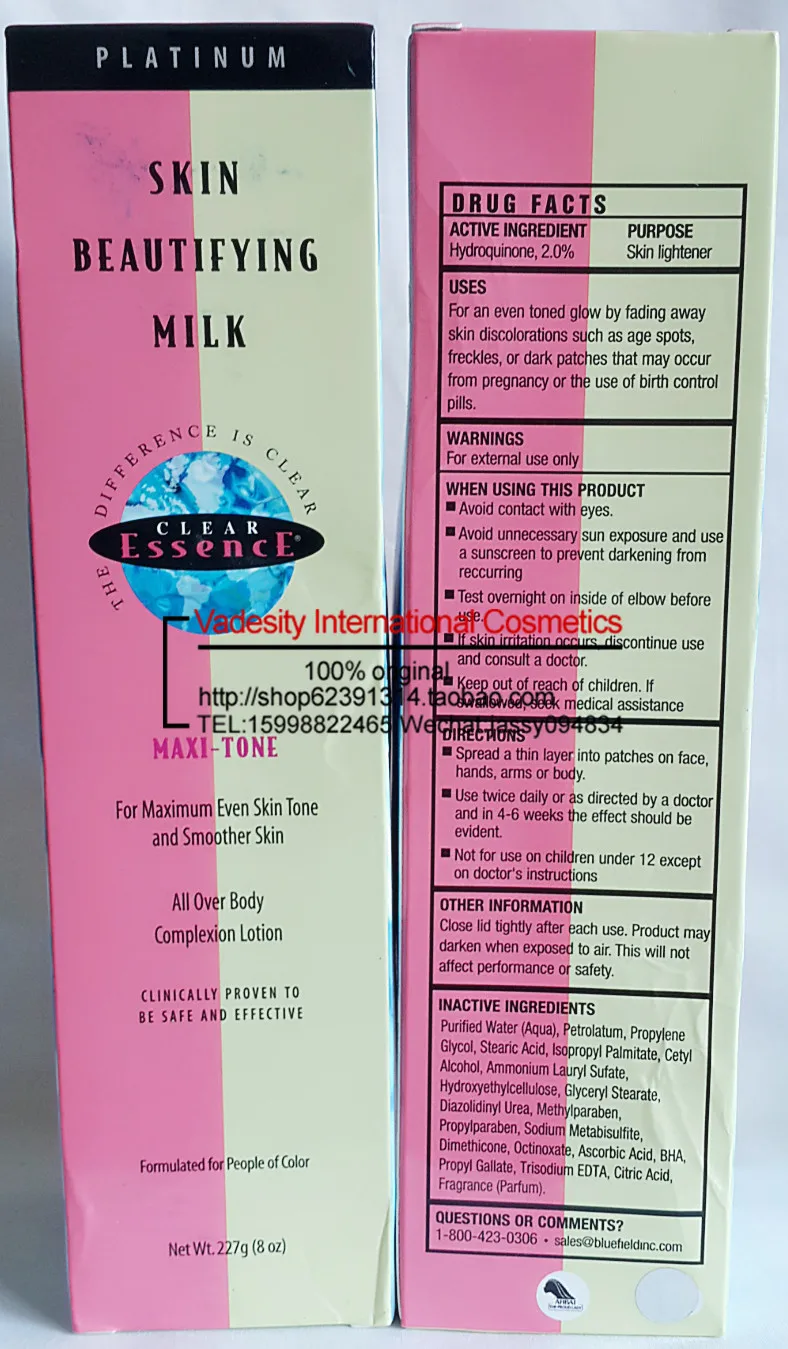 PLATINUM
SKIN
BEAUTIFYING
MILK
THE DIFFERENCE IS CLEAR
CLEAR
EssencE®
MAXI-TONE
For Maximum Even Skin Tone
and Smoother Skin
All Over Body
Complexion Lotion
CLINICALLY PROVEN TO
BE SAFE AND EFFECTIVE
Formulated for People of Color
Net Wt. 227g (8 oz)
DRUG FACTS
ACTIVE INGREDIENT PURPOSE
Hydroquinone, 2.0% Skin lightener
USES
For an even toned glow by fading away
skin discolorations such as age spots,
freckles, or dark patches that may occur
from pregnancy or the use of birth control
pills.
WARNINGS
For external use only
WHEN USING THIS PRODUCT
■ Avoid contact with eyes.
■ Avoid unnecessary sun exposure and use
a sunscreen to prevent darkening from
reccurring
■ Test overnight on inside of elbow before
use.
■ If skin irritation occurs, discontinue use
and consult a doctor.
■ Keep out of reach of children. If
swallowed, seek medical assistance
DIRECTIONS
■ Spread a thin layer into patches on face,
hands, arms or body.
■ Use twice daily or as directed by a doctor
and in 4-6 weeks the effect should be
evident.
■ Not for use on children under 12 except
on doctor's instructions
OTHER INFORMATION
Close lid tightly after each use. Product may
darken when exposed to air. This will not
affect performance or safety.
INACTIVE INGREDIENTS
Purified Water (Aqua), Petrolatum, Propylene
Glycol, Stearic Acid, Isopropyl Palmitate, Cetyl
Alcohol, Ammonium Lauryl Sufate,
Hydroxyethylcellulose, Glyceryl Stearate,
Diazolidinyl Urea, Methylparaben,
Propylparaben, Sodium Metabisulfite,
Dimethicone, Octinoxate, Ascorbic Acid, BHA,
Propyl Gallate, Trisodium EDTA, Citric Acid,
Fragrance (Parfum).
QUESTIONS OR COMMENTS?
1-800-423-0306 • sales@bluefieldinc.com
Vadesity International Cosmetics
100% original
http://shop62391314.taobao.com
TEL:15998822465 Wechat:lassy094834